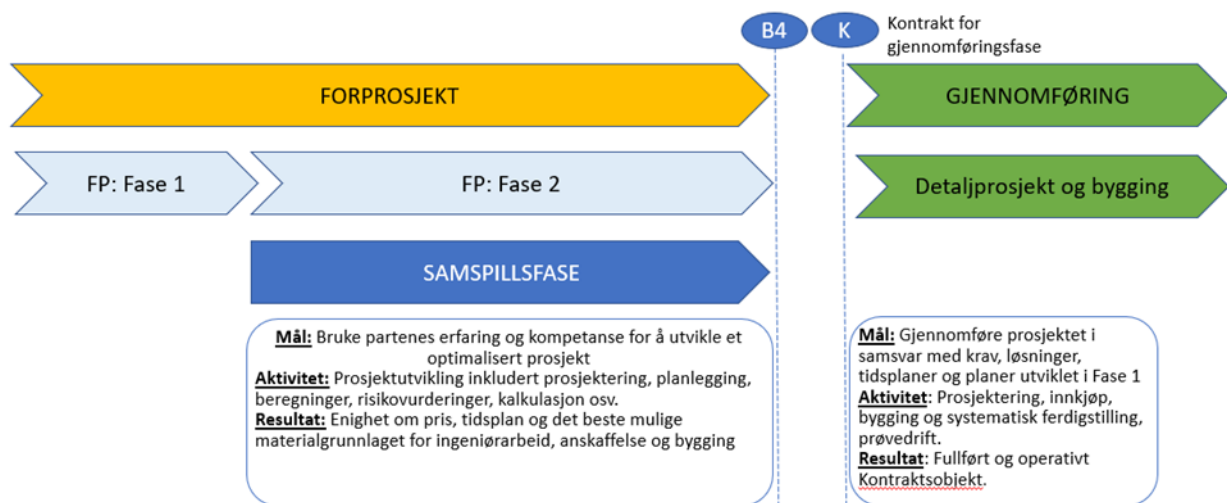 B4
K
Kontrakt for
gjennomføringsfase
FORPROSJEKT
GJENNOMFØRING
FP: Fase 1
FP: Fase 2
Detaljprosjekt og bygging
SAMSPILLSFASE
Mål: Bruke partenes erfaring og kompetanse for å utvikle et
optimalisert prosjekt
Aktivitet: Prosjektutvikling inkludert prosjektering, planlegging,
beregninger, risikovurderinger, kalkulasjon osv.
Resultat: Enighet om pris, tidsplan og det beste mulige
materialgrunnlaget for ingeniørarbeid, anskaffelse og bygging
Mål: Gjennomføre prosjektet i
samsvar med krav, løsninger,
tidsplaner og planer utviklet i Fase 1
Aktivitet: Prosjektering, innkjøp,
bygging og systematisk ferdigstilling,
prøvedrift.
Resultat: Fullført og operativt
Kontraktsobjekt.